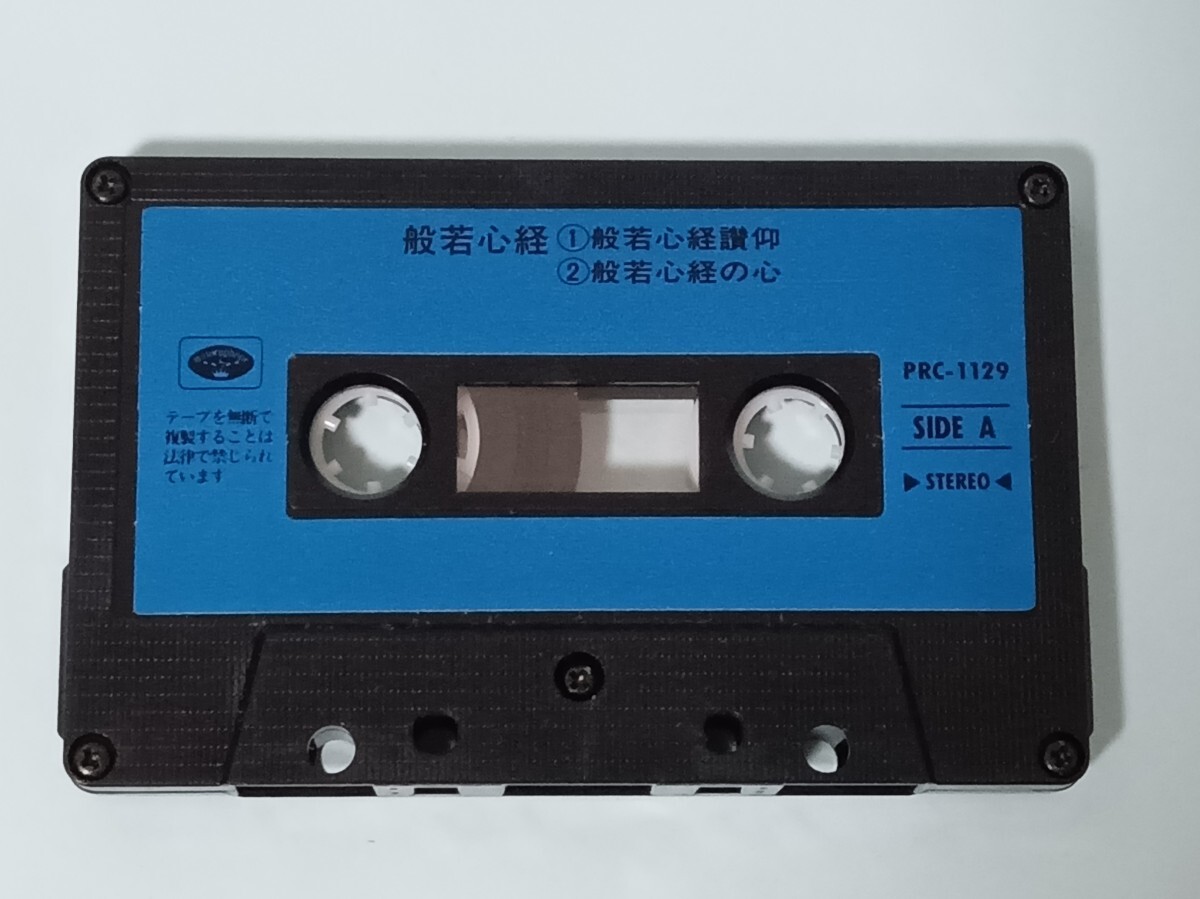 般若心経 ①般若心経讃仰
②般若心経の心
テープを無断で
複製することは
法律で禁じられ
ています
PRC-1129
SIDE A
▶ STEREO ◀